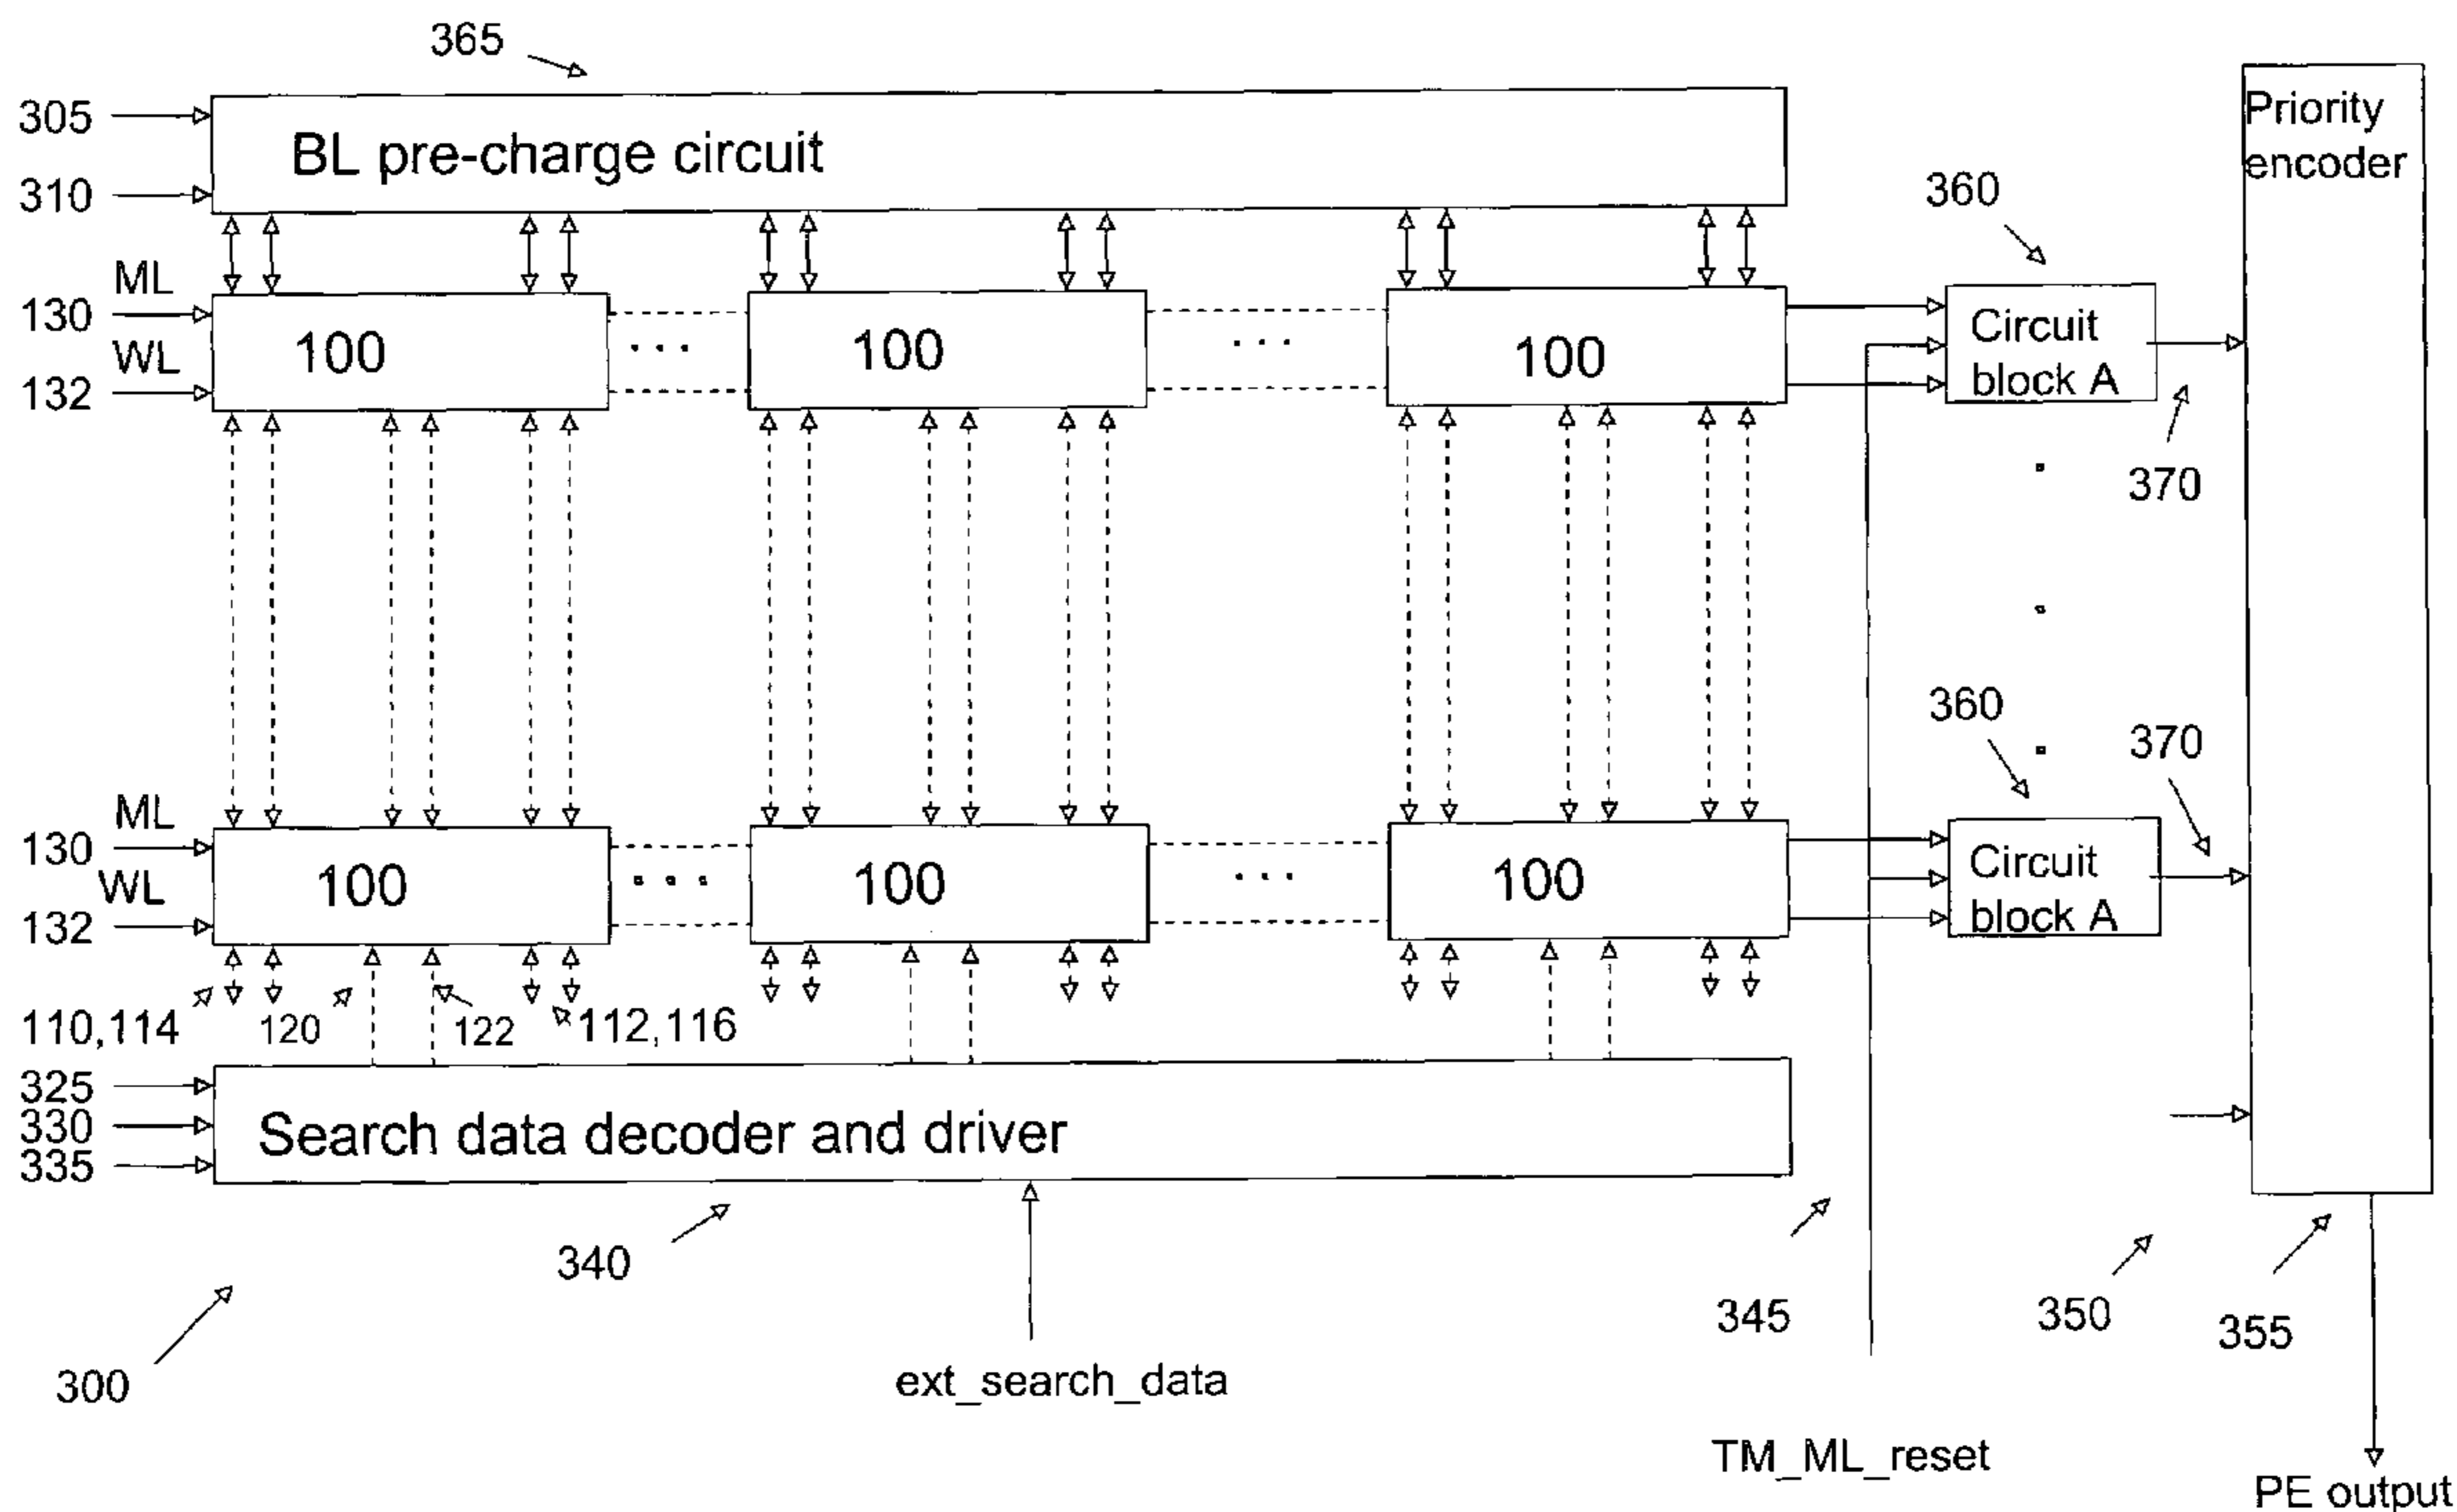 365
305
BL pre-charge circuit
310
Priority
encoder
360
ML
130
WL
132
100
...
100
...
100
Circuit
block A
370
360
370
ML
130
WL
132
100
...
100
...
100
Circuit
block A
110,114
120
122
112,116
325
330
335
Search data decoder and driver
340
300
ext_search_data
345
350
355
TM_ML_reset
PE output